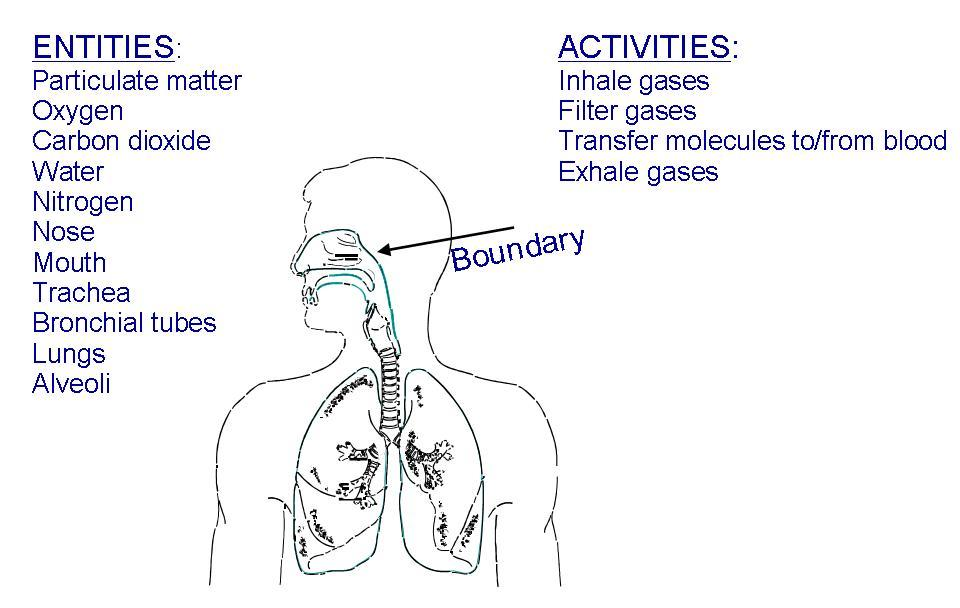 ENTITIES:
Particulate matter
Oxygen
Carbon dioxide
Water
Nitrogen
Nose
Mouth
Trachea
Bronchial tubes
Lungs
Alveoli
ACTIVITIES:
Inhale gases
Filter gases
Transfer molecules to/from blood
Exhale gases
Boundary